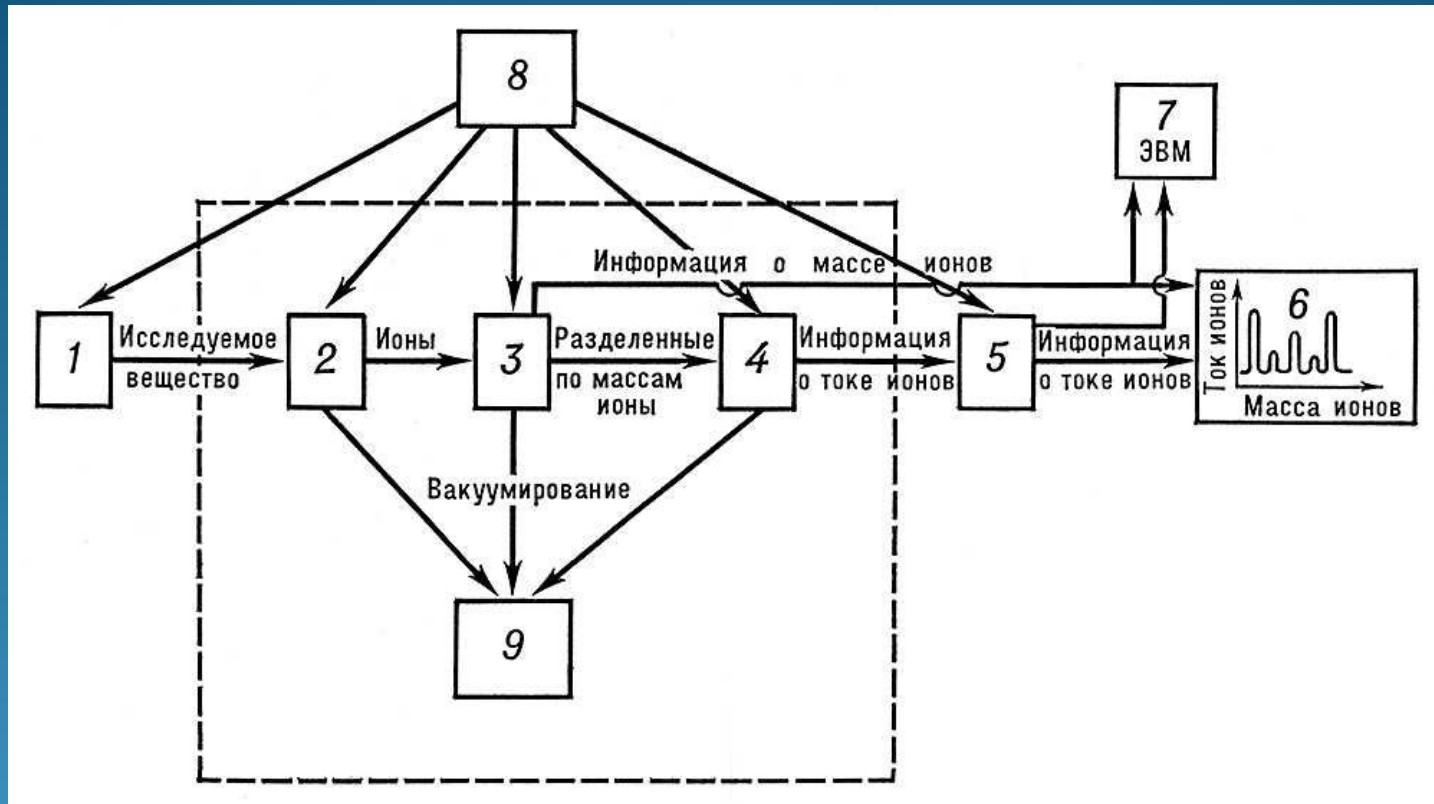 8
7
ЭВМ
Информация о массе ионов
1
Исследуемое
вещество
2
Ионы
3
Разделенные
по массам
ионы
4
Информация
о токе ионов
5
Информация
о токе ионов
6
Ток ионов
Масса ионов
Вакуумирование
9